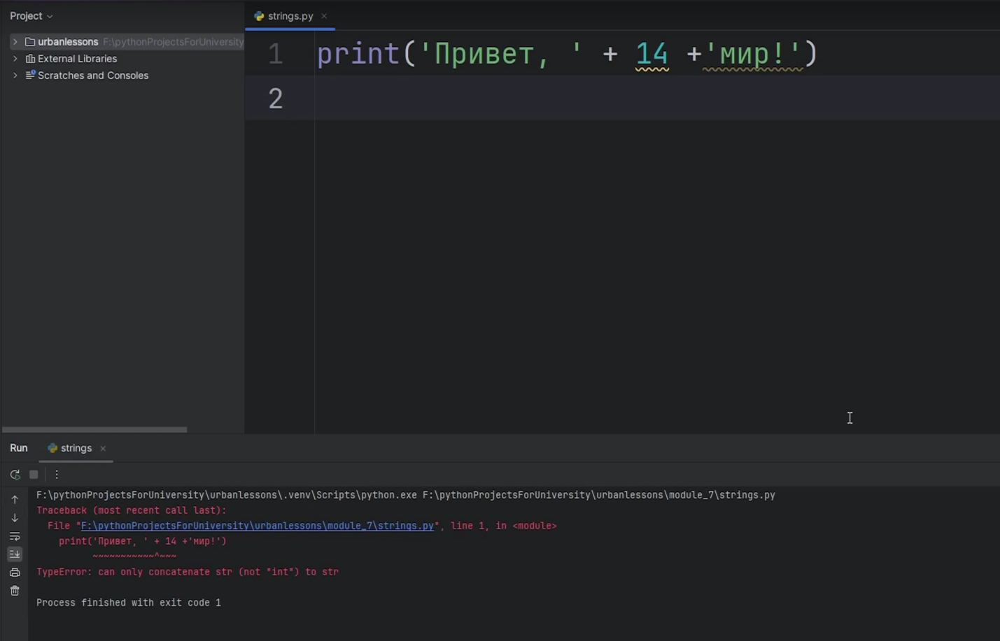 Project
strings.py
urbanlessons F:\pythonProjectsForUniversity
External Libraries
Scratches and Consoles
1 print('Привет, ' + 14 +'мир!')
2
Run strings
F:\pythonProjectsForUniversity\urbanlessons\.venv\Scripts\python.exe F:\pythonProjectsForUniversity\urbanlessons\module_7\strings.py
Traceback (most recent call last):
File "F:\pythonProjectsForUniversity\urbanlessons\module_7\strings.py", line 1, in <module>
print('Привет, ' + 14 +'мир!')
~~~~~~~~~~~^~~~
TypeError: can only concatenate str (not "int") to str
Process finished with exit code 1